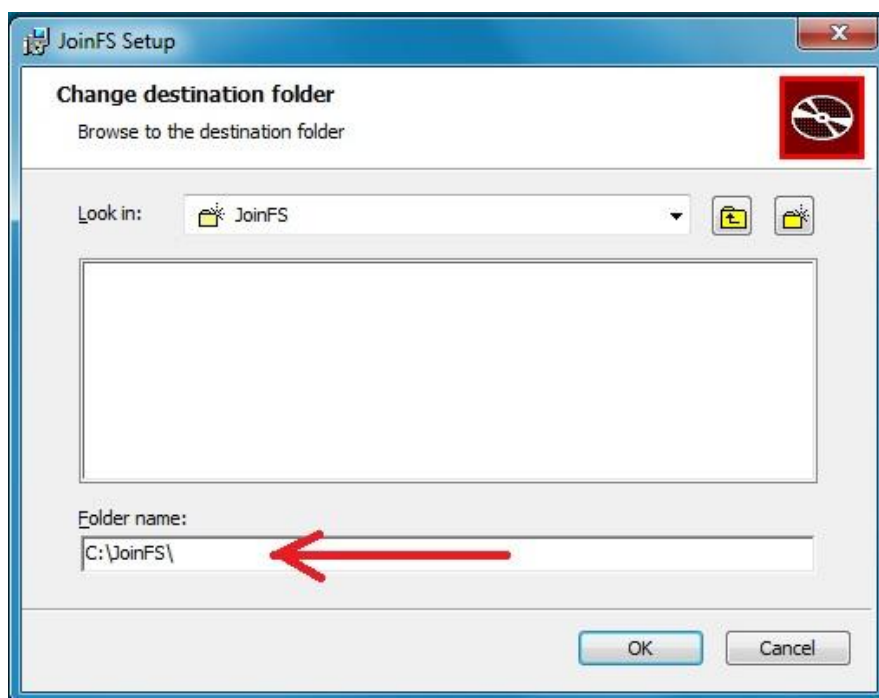 JoinFS Setup
Change destination folder
Browse to the destination folder
Look in:
JoinFS
Folder name:
C:\JoinFS\
OK
Cancel